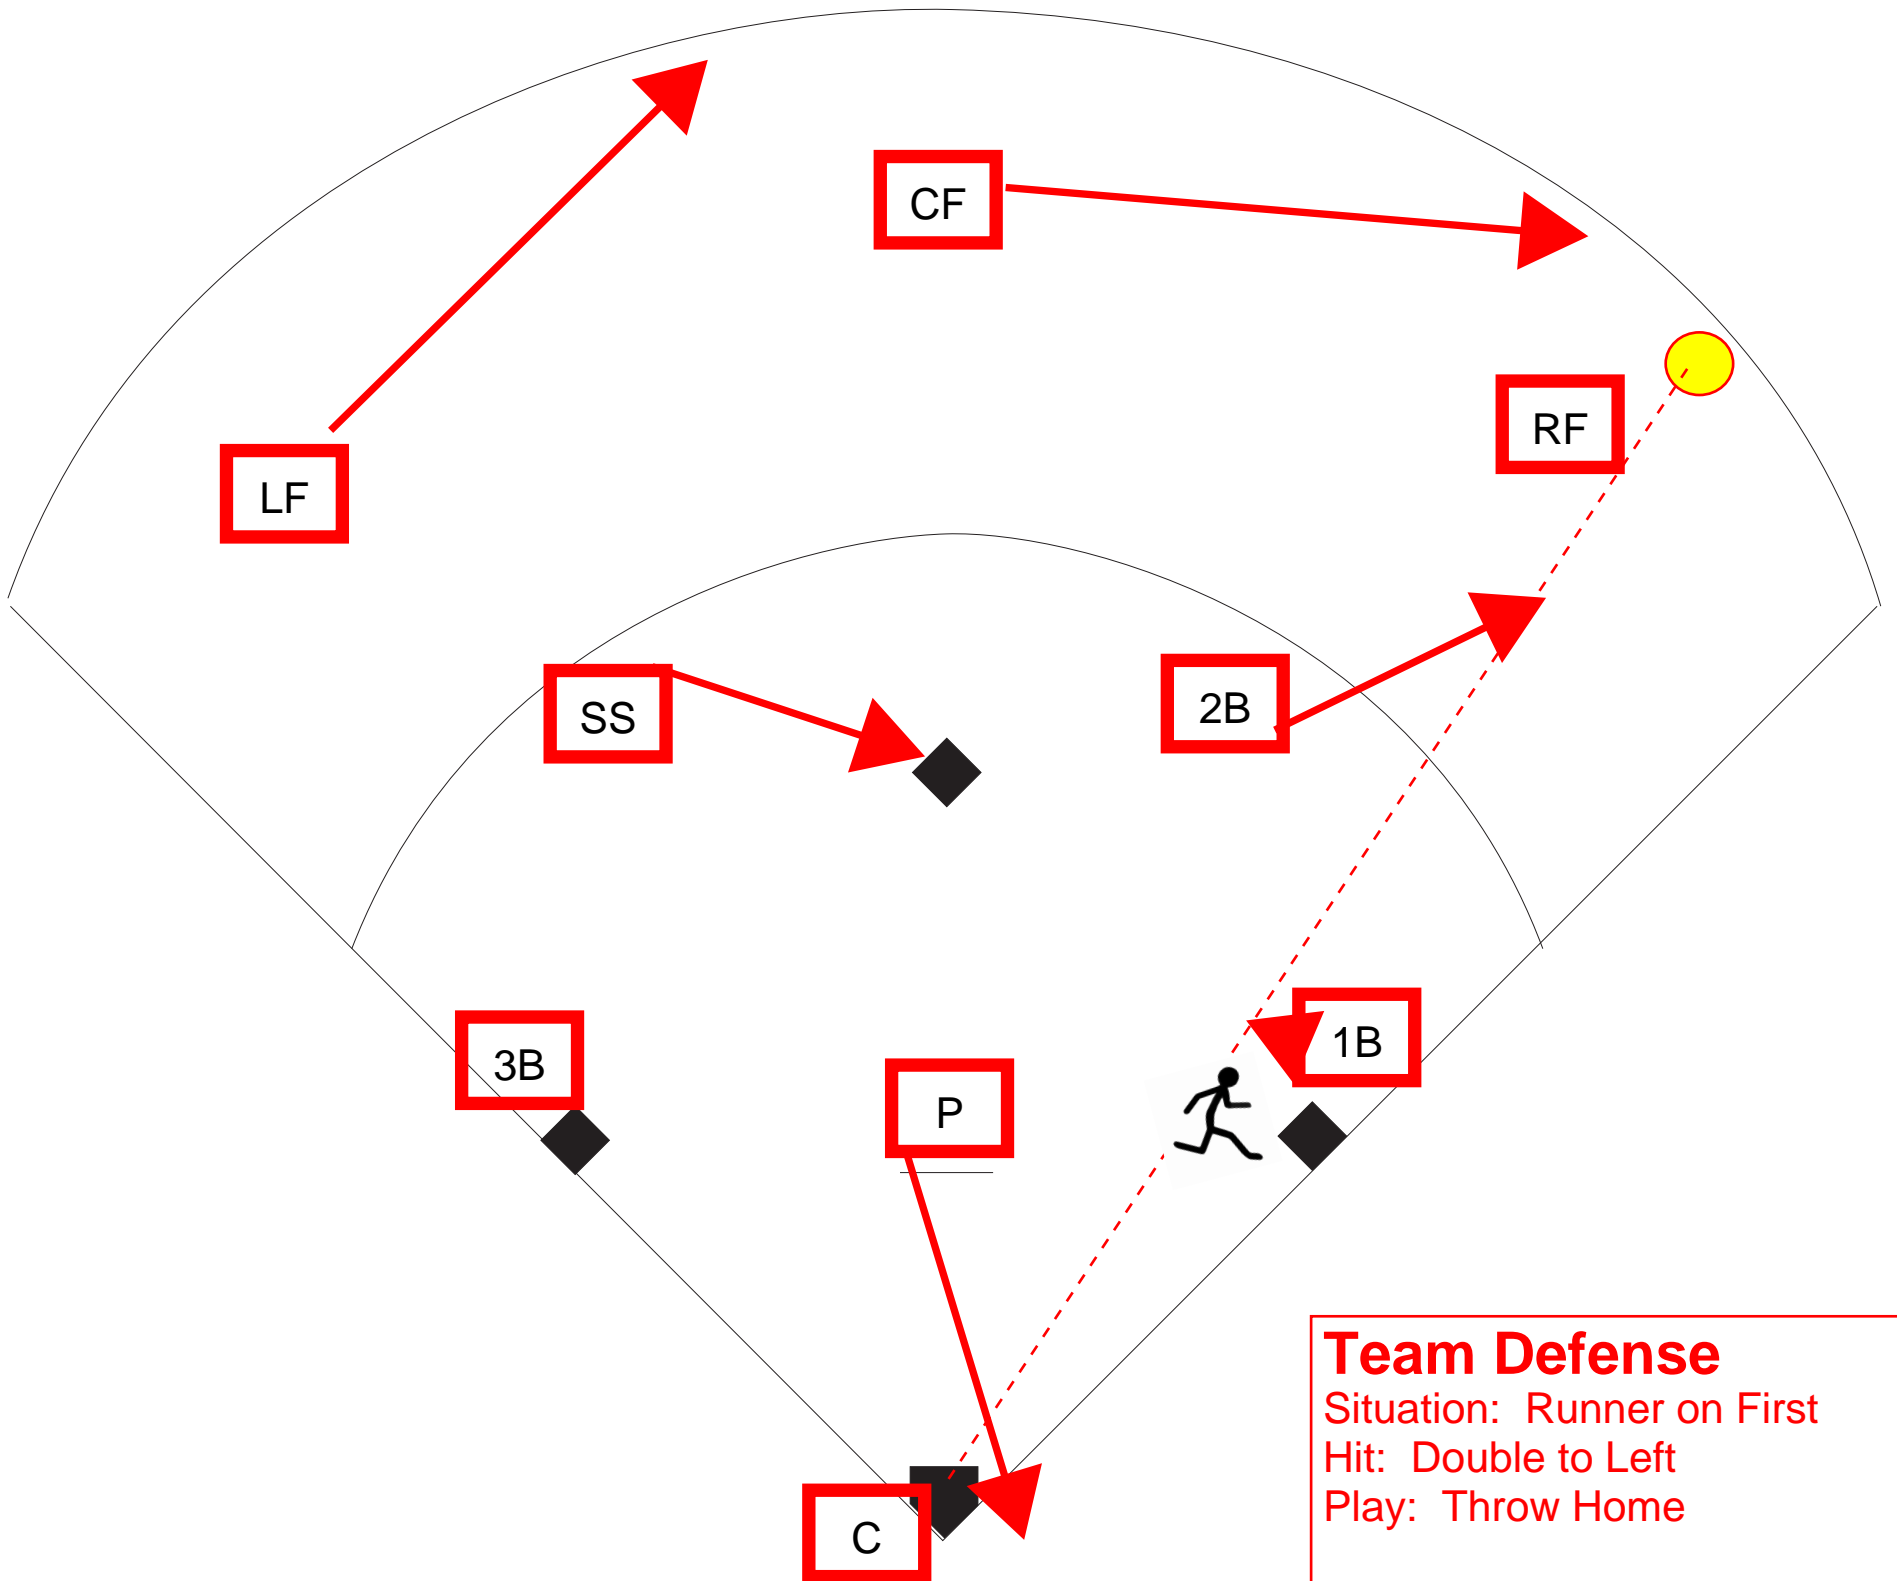 CF
RF
LF
SS
2B
3B
1B
P
C
Team Defense
Situation: Runner on First
Hit: Double to Left
Play: Throw Home